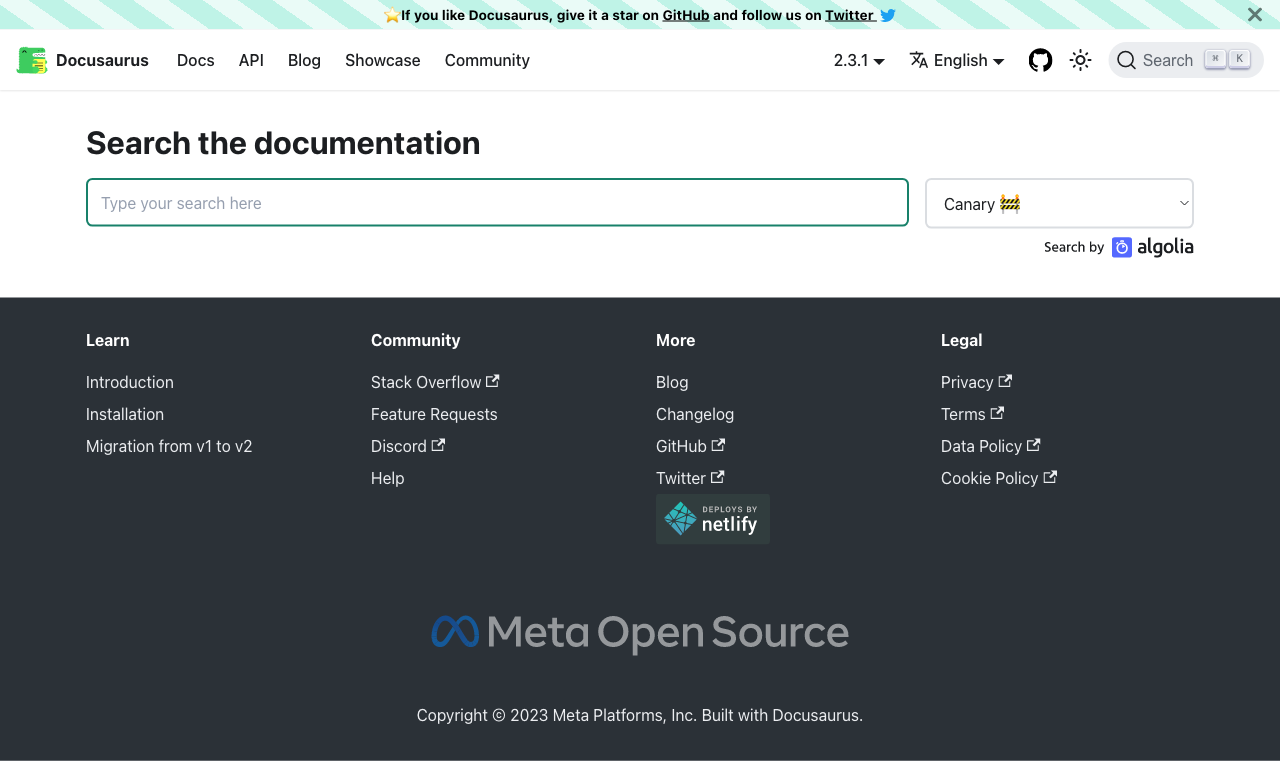 ⭐️If you like Docusaurus, give it a star on GitHub and follow us on Twitter
Docusaurus Docs API Blog Showcase Community 2.3.1 English Search ⌘ K
Search the documentation
Type your search here
Canary 🚧
Search by algolia
Learn
Introduction
Installation
Migration from v1 to v2
Community
Stack Overflow
Feature Requests
Discord
Help
More
Blog
Changelog
GitHub
Twitter
DEPLOYS BY
netlify
Legal
Privacy
Terms
Data Policy
Cookie Policy
Meta Open Source
Copyright © 2023 Meta Platforms, Inc. Built with Docusaurus.